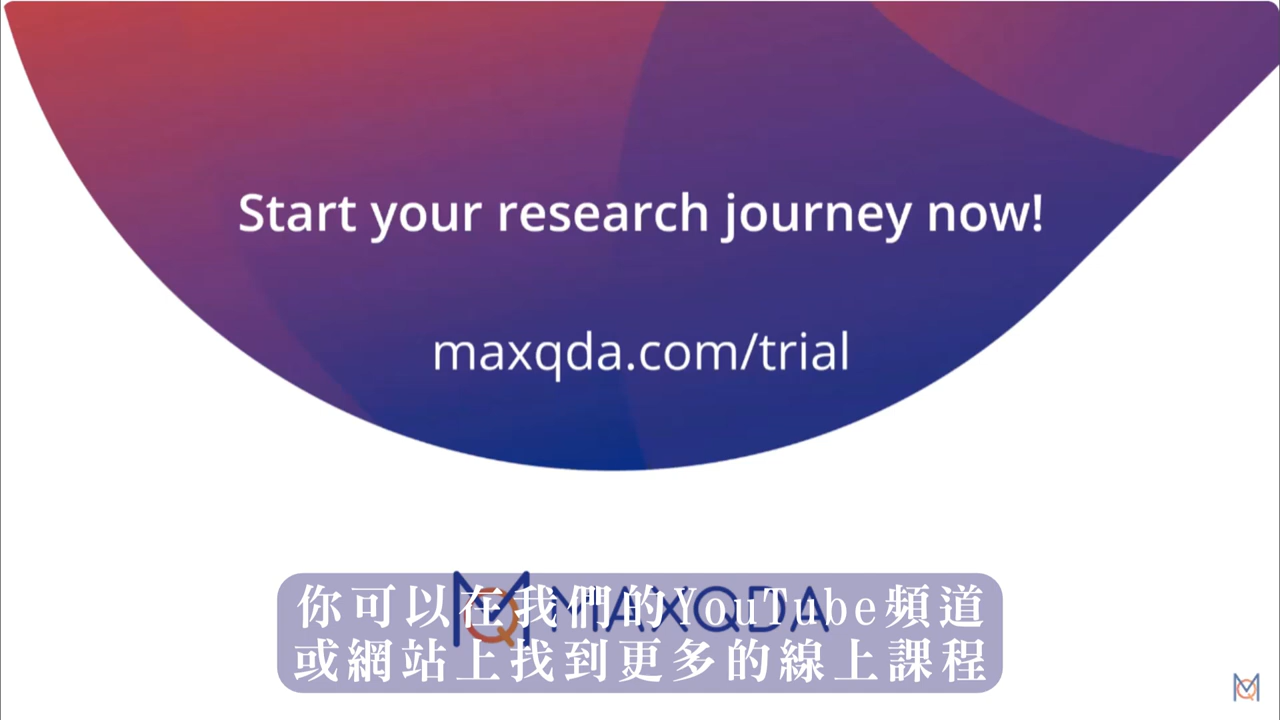 Start your research journey now!
maxqda.com/trial
MAXQDA
你可以在我們的YouTube頻道
或網站上找到更多的線上課程